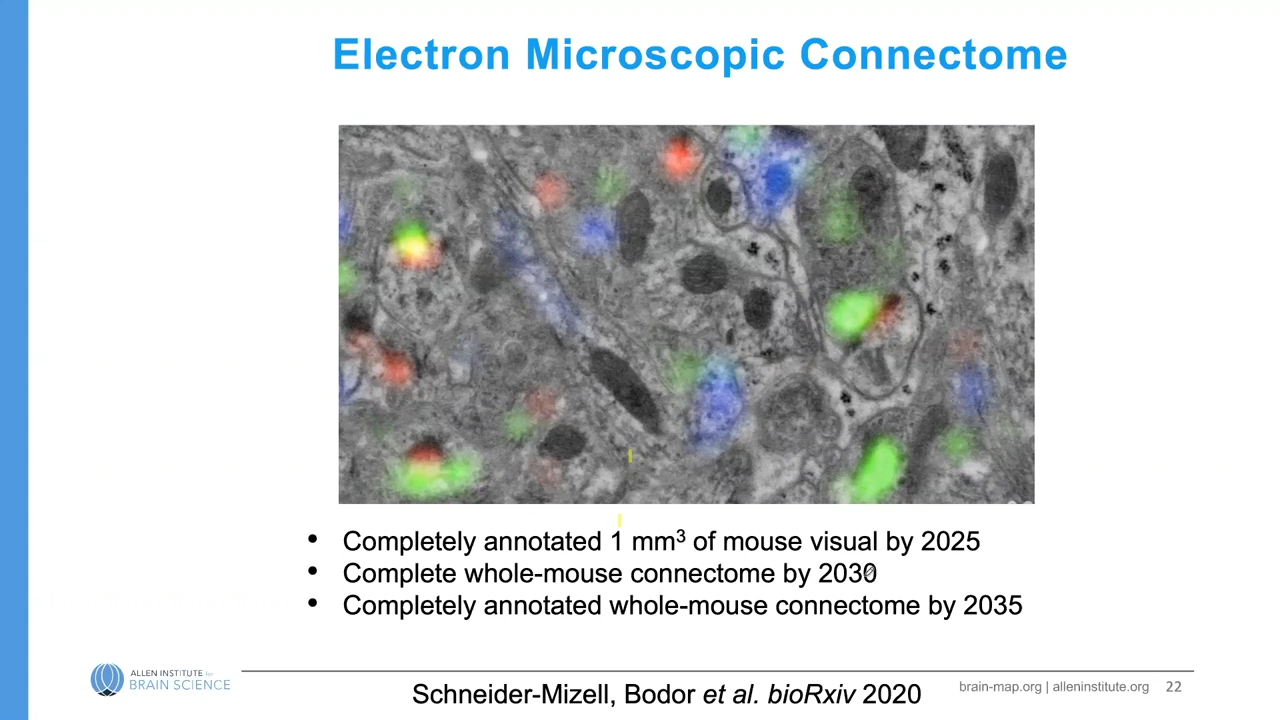 Electron Microscopic Connectome
• Completely annotated 1 mm³ of mouse visual by 2025
• Complete whole-mouse connectome by 2030
• Completely annotated whole-mouse connectome by 2035
ALLEN INSTITUTE for
BRAIN SCIENCE
brain-map.org | alleninstitute.org 22
Schneider-Mizell, Bodor et al. bioRxiv 2020